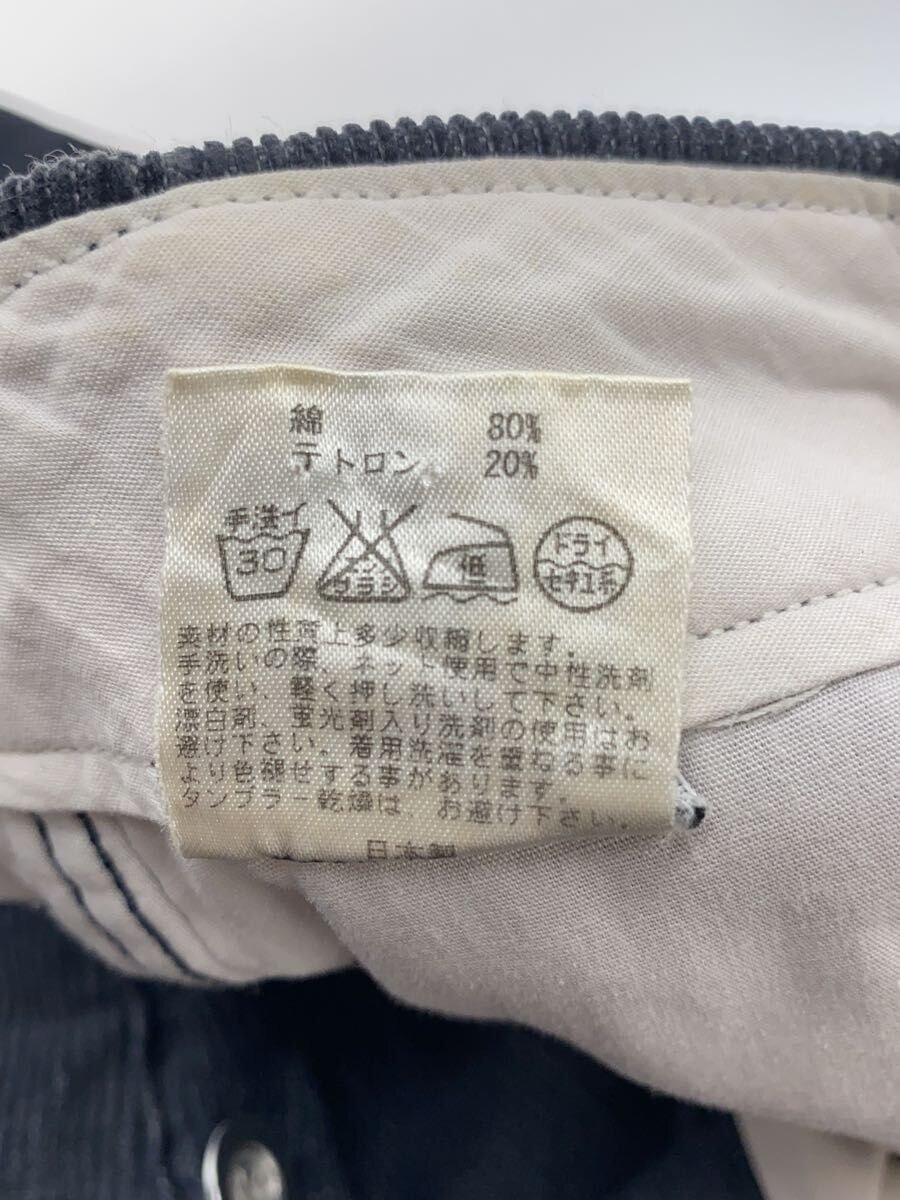 綿 80%
テトロン 20%
手洗イ
30
エンソ
サラシ
低
ドライ
セキユ系
素材の性質上多少収縮します。
手洗いの際、ネット使用で中性洗剤
を使い、軽く押し洗いして下さい。
漂白剤、蛍光剤入り洗剤の使用はお
避け下さい。着用洗濯を重ねる事に
より色褪せする事があります。
タンブラー乾燥は、お避け下さい。
日本製